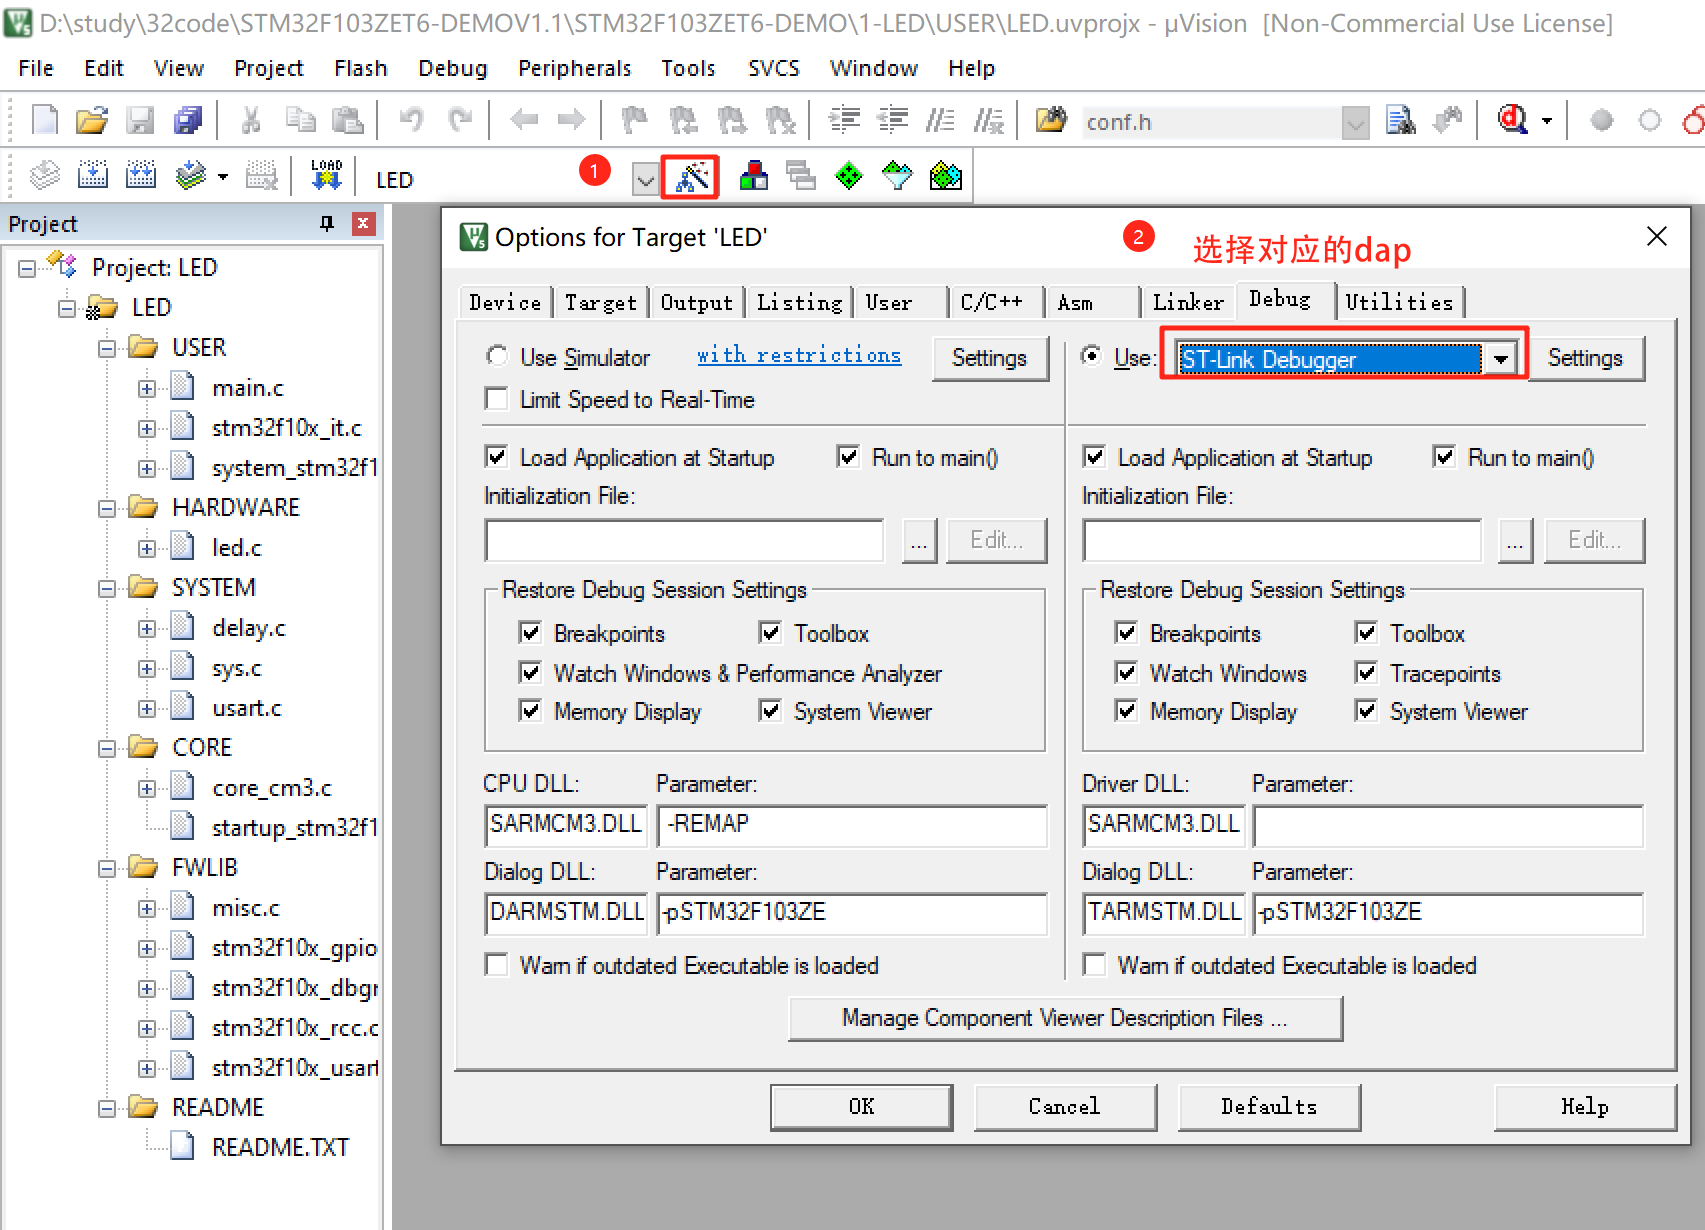 D:\study\32code\STM32F103ZET6-DEMOV1.1\STM32F103ZET6-DEMO\1-LED\USER\LED.uvprojx - µVision [Non-Commercial Use License]
File Edit View Project Flash Debug Peripherals Tools SVCS Window Help
conf.h
LOAD LED 1
Project
Project: LED
LED
USER
main.c
stm32f10x_it.c
system_stm32f1
HARDWARE
led.c
SYSTEM
delay.c
sys.c
usart.c
CORE
core_cm3.c
startup_stm32f1
FWLIB
misc.c
stm32f10x_gpio
stm32f10x_dbgr
stm32f10x_rcc.c
stm32f10x_usart
README
README.TXT
Options for Target 'LED'
2 选择对应的dap
Device Target Output Listing User C/C++ Asm Linker Debug Utilities
Use Simulator with restrictions Settings
Limit Speed to Real-Time
Load Application at Startup Run to main()
Initialization File:
... Edit...
Restore Debug Session Settings
Breakpoints Toolbox
Watch Windows & Performance Analyzer
Memory Display System Viewer
CPU DLL: Parameter:
SARMCM3.DLL -REMAP
Dialog DLL: Parameter:
DARMSTM.DLL -pSTM32F103ZE
Warn if outdated Executable is loaded
Use: ST-Link Debugger Settings
Load Application at Startup Run to main()
Initialization File:
... Edit...
Restore Debug Session Settings
Breakpoints Toolbox
Watch Windows Tracepoints
Memory Display System Viewer
Driver DLL: Parameter:
SARMCM3.DLL
Dialog DLL: Parameter:
TARMSTM.DLL -pSTM32F103ZE
Warn if outdated Executable is loaded
Manage Component Viewer Description Files ...
OK Cancel Defaults Help